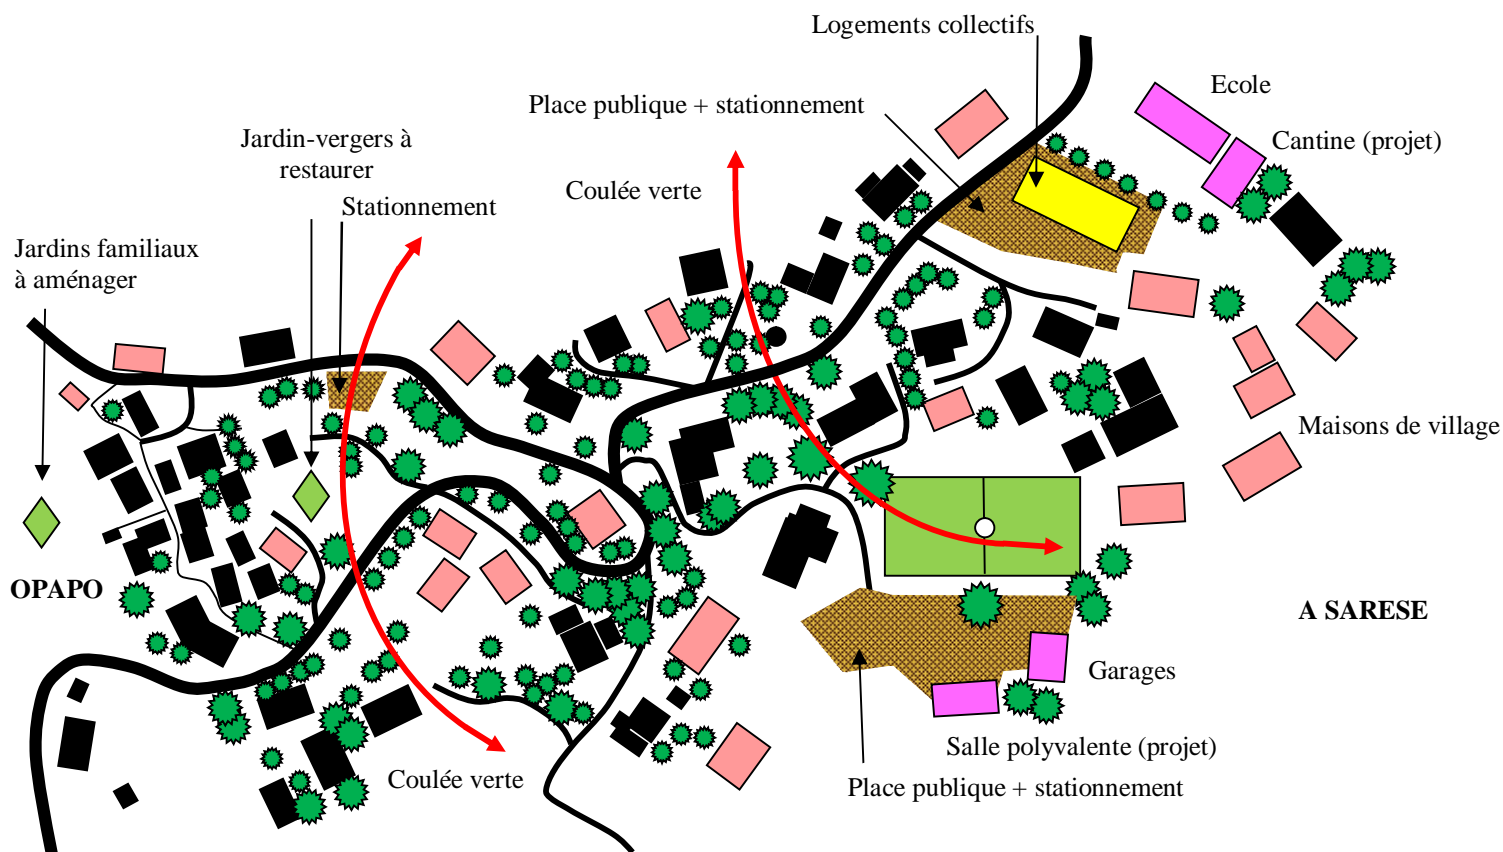 Logements collectifs
Ecole
Place publique + stationnement
Cantine (projet)
Jardin-vergers à
restaurer
Coulée verte
Stationnement
Jardins familiaux
à aménager
Maisons de village
OPAPO
A SARESE
Garages
Salle polyvalente (projet)
Coulée verte
Place publique + stationnement